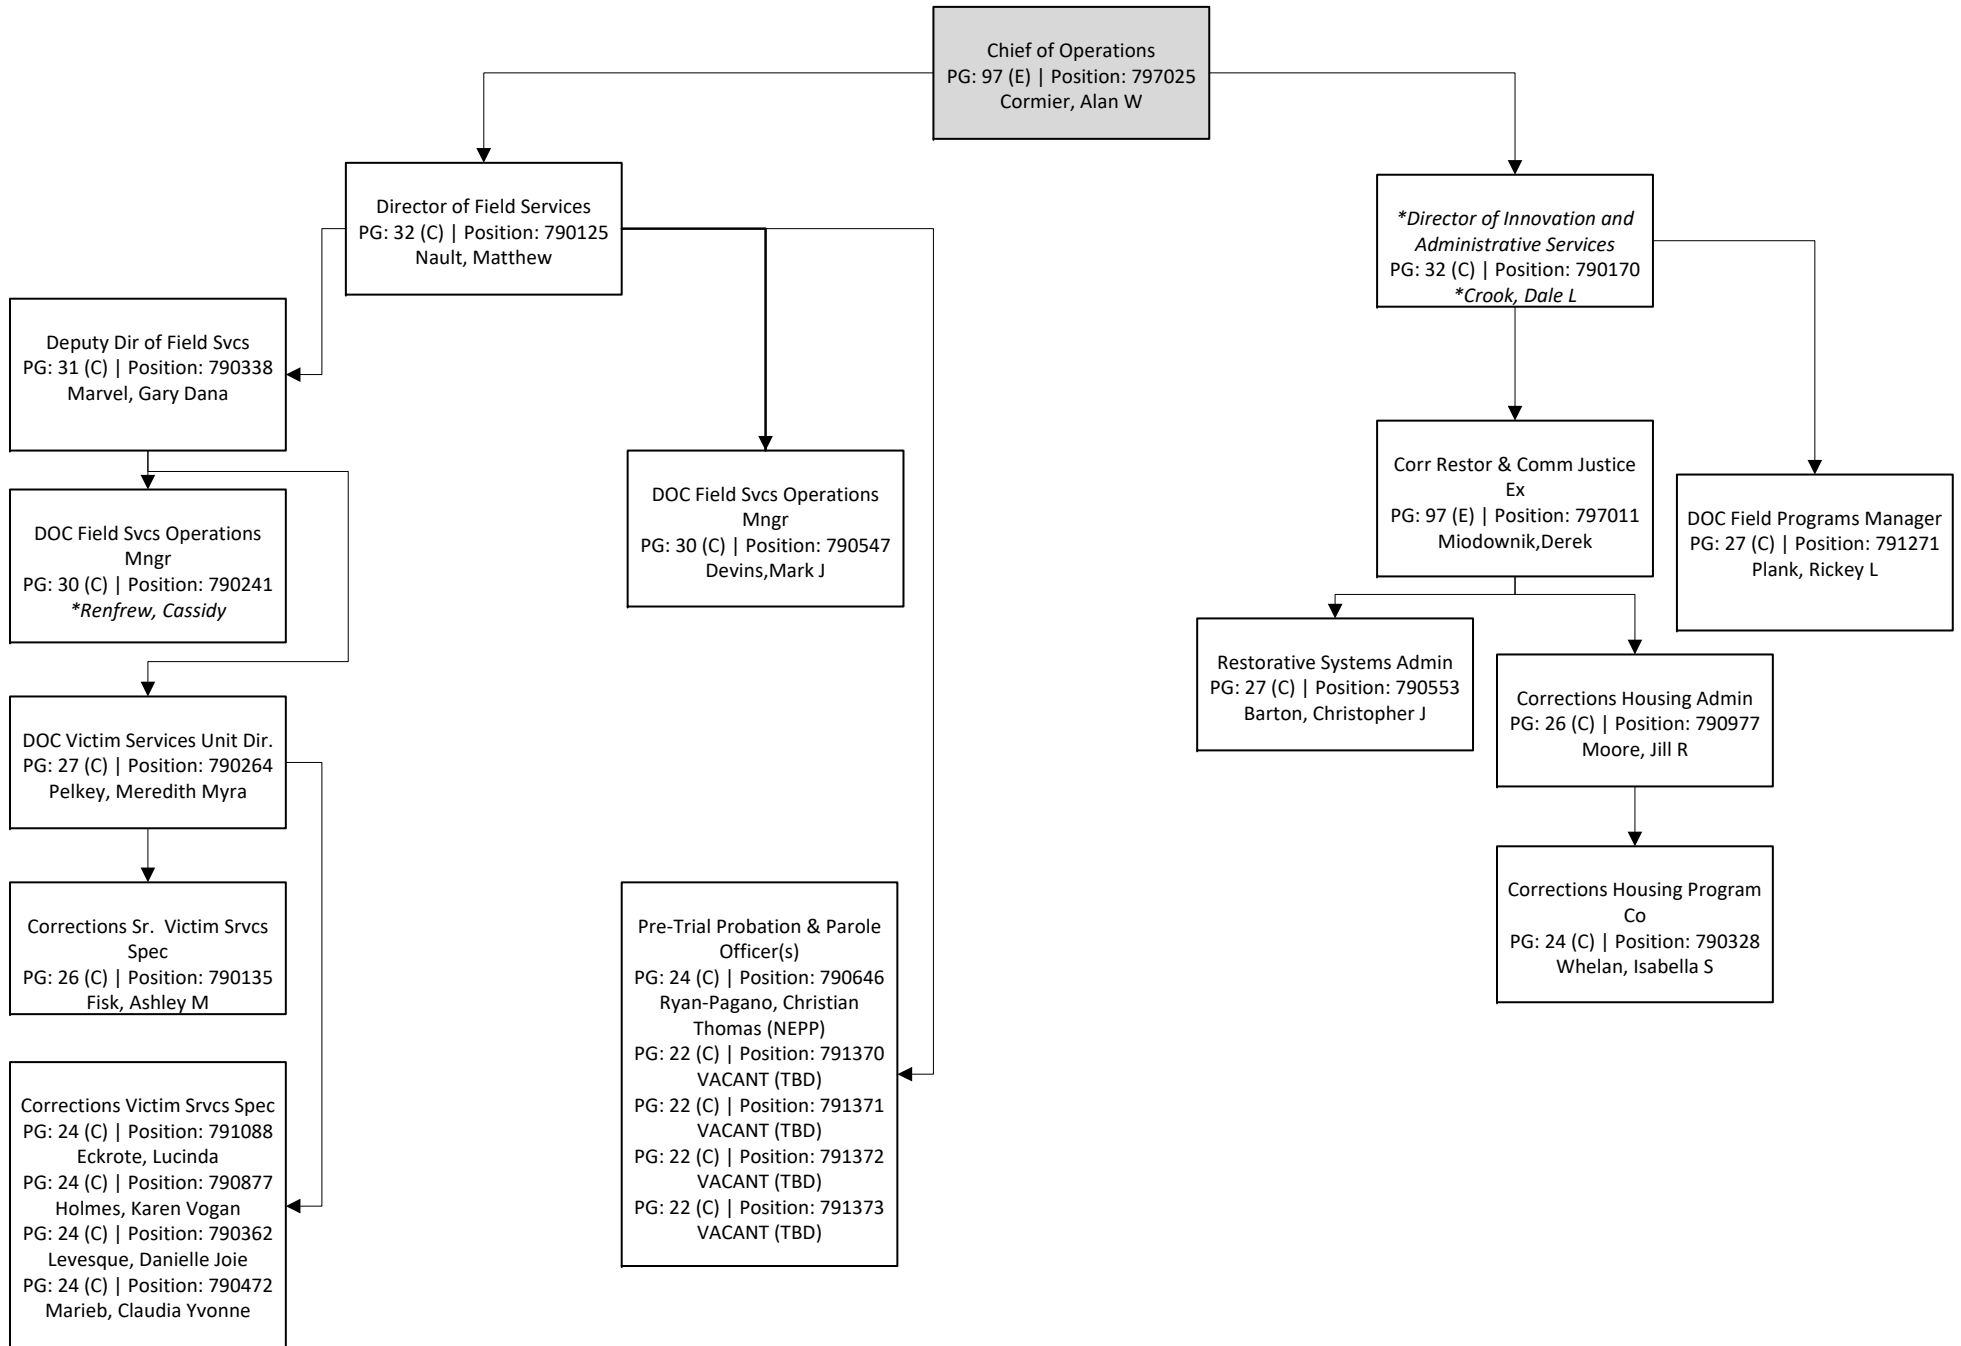 Chief of Operations
PG: 97 (E) | Position: 797025
Cormier, Alan W
Director of Field Services
PG: 32 (C) | Position: 790125
Nault, Matthew
*Director of Innovation and
Administrative Services
PG: 32 (C) | Position: 790170
*Crook, Dale L
Deputy Dir of Field Svcs
PG: 31 (C) | Position: 790338
Marvel, Gary Dana
DOC Field Svcs Operations
Mngr
PG: 30 (C) | Position: 790241
*Renfrew, Cassidy
DOC Field Svcs Operations
Mngr
PG: 30 (C) | Position: 790547
Devins,Mark J
Corr Restor & Comm Justice
Ex
PG: 97 (E) | Position: 797011
Miodownik,Derek
DOC Field Programs Manager
PG: 27 (C) | Position: 791271
Plank, Rickey L
Restorative Systems Admin
PG: 27 (C) | Position: 790553
Barton, Christopher J
Corrections Housing Admin
PG: 26 (C) | Position: 790977
Moore, Jill R
DOC Victim Services Unit Dir.
PG: 27 (C) | Position: 790264
Pelkey, Meredith Myra
Corrections Sr. Victim Srvcs
Spec
PG: 26 (C) | Position: 790135
Fisk, Ashley M
Pre-Trial Probation & Parole
Officer(s)
PG: 24 (C) | Position: 790646
Ryan-Pagano, Christian
Thomas (NEPP)
PG: 22 (C) | Position: 791370
VACANT (TBD)
PG: 22 (C) | Position: 791371
VACANT (TBD)
PG: 22 (C) | Position: 791372
VACANT (TBD)
PG: 22 (C) | Position: 791373
VACANT (TBD)
Corrections Housing Program
Co
PG: 24 (C) | Position: 790328
Whelan, Isabella S
Corrections Victim Srvcs Spec
PG: 24 (C) | Position: 791088
Eckrote, Lucinda
PG: 24 (C) | Position: 790877
Holmes, Karen Vogan
PG: 24 (C) | Position: 790362
Levesque, Danielle Joie
PG: 24 (C) | Position: 790472
Marieb, Claudia Yvonne